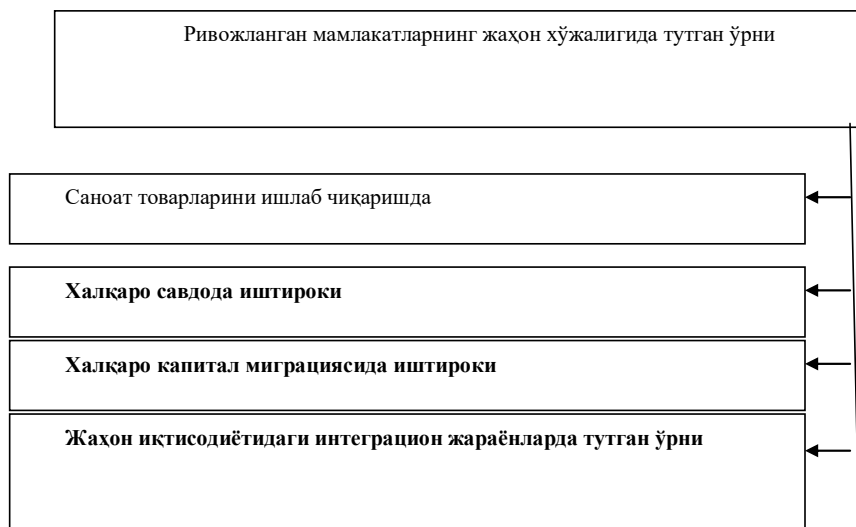 Ривожланган мамлакатларнинг жаҳон хўжалигида тутган ўрни
Саноат товарларини ишлаб чиқаришда
Халқаро савдода иштироки
Халқаро капитал миграциясида иштироки
Жаҳон иқтисодиётидаги интеграцион жараёнларда тутган ўрни